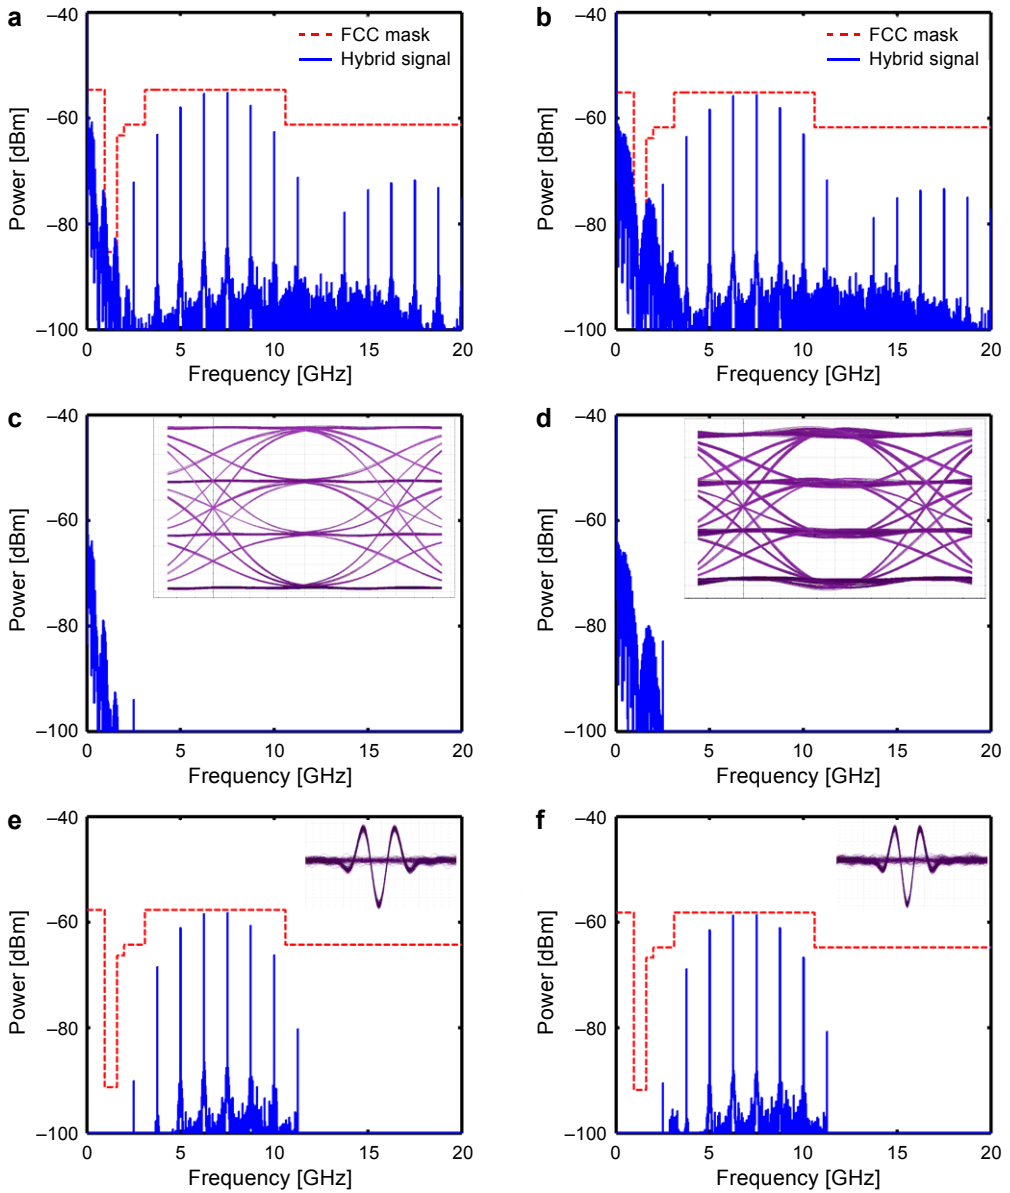 a
FCC mask
Hybrid signal
Power [dBm]
–40
–60
–80
–100
0 5 10 15 20
Frequency [GHz]
b
FCC mask
Hybrid signal
Power [dBm]
–40
–60
–80
–100
0 5 10 15 20
Frequency [GHz]
c
Power [dBm]
–40
–60
–80
–100
0 5 10 15 20
Frequency [GHz]
d
Power [dBm]
–40
–60
–80
–100
0 5 10 15 20
Frequency [GHz]
e
Power [dBm]
–40
–60
–80
–100
0 5 10 15 20
Frequency [GHz]
f
Power [dBm]
–40
–60
–80
–100
0 5 10 15 20
Frequency [GHz]